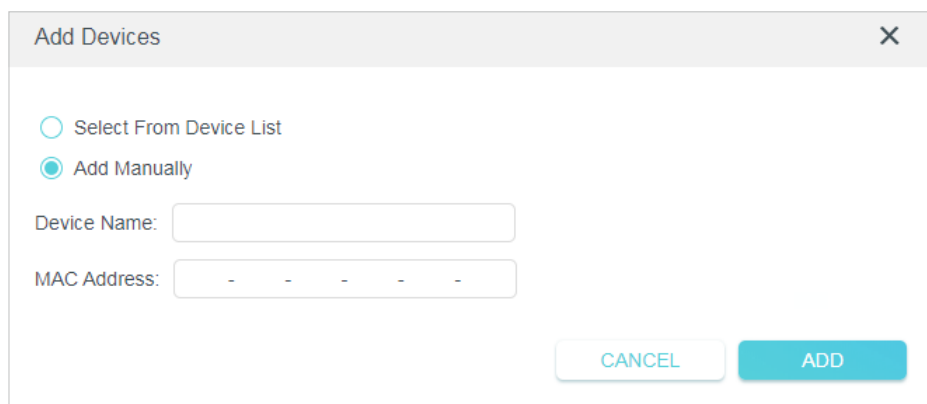 Add Devices
Select From Device List
Add Manually
Device Name:
MAC Address: - - - - -
CANCEL ADD